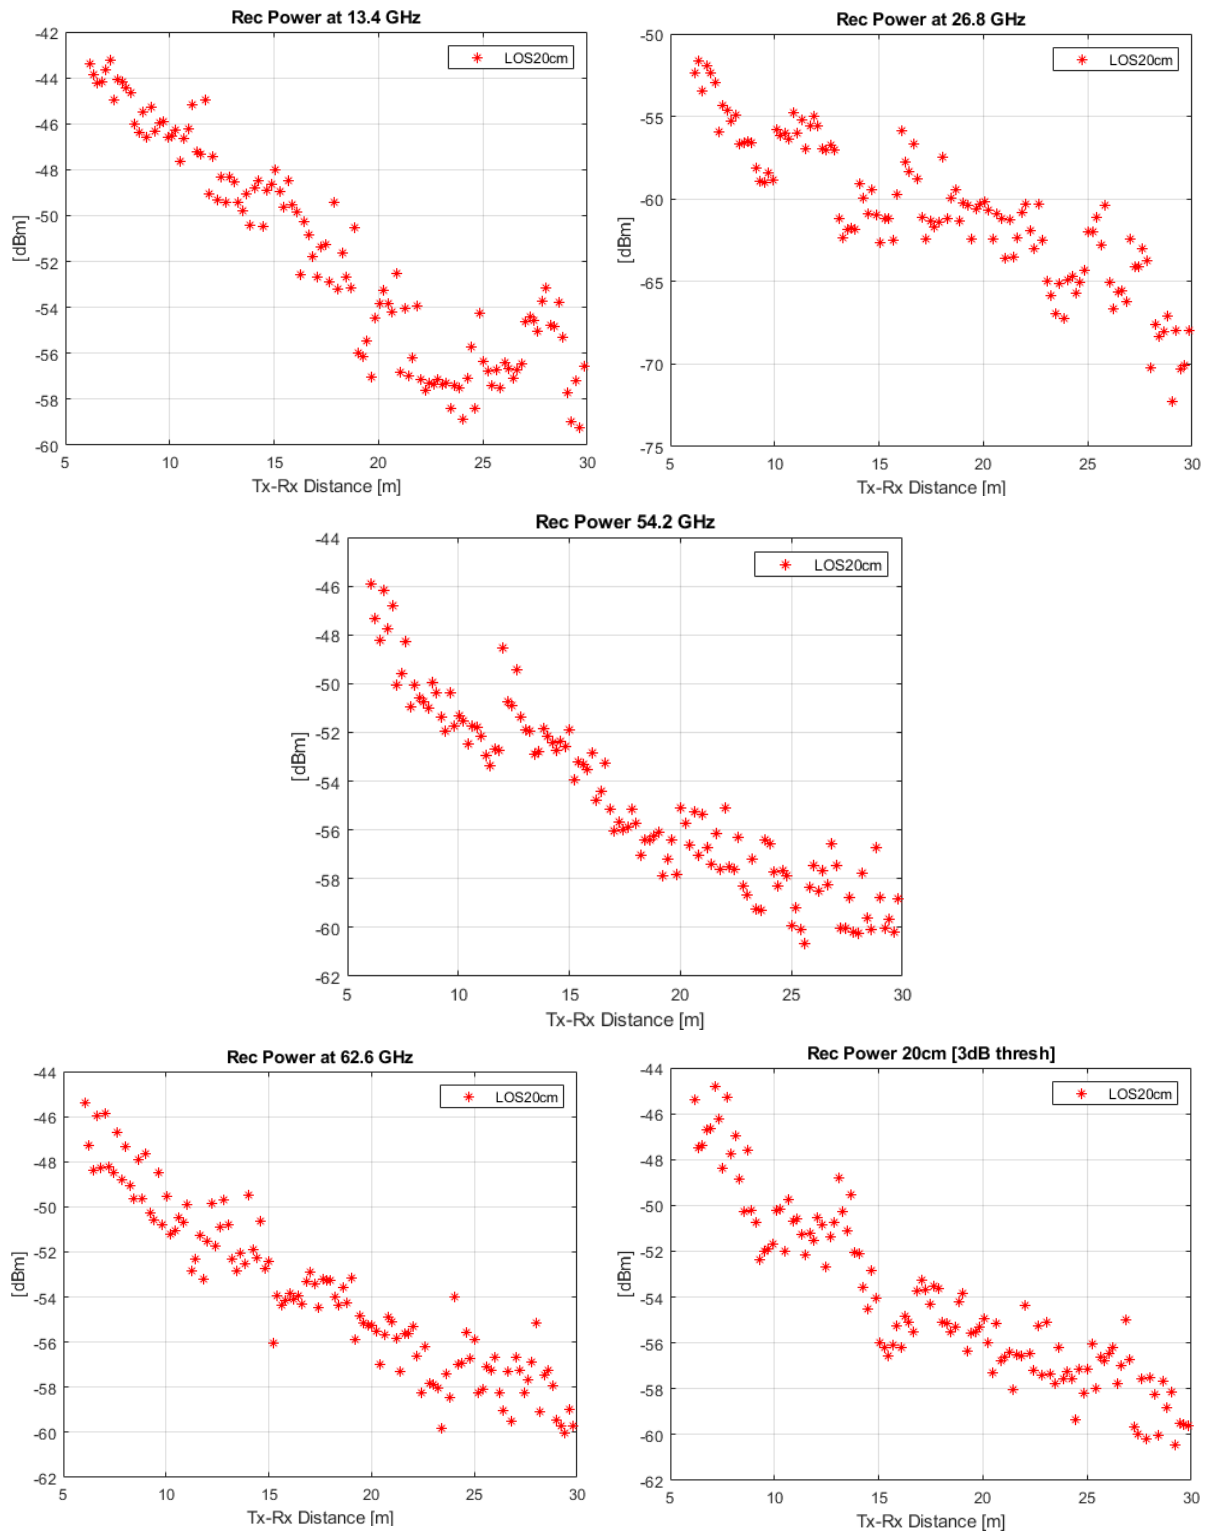 Rec Power at 13.4 GHz
-42
-44
-46
-48
-50
-52
-54
-56
-58
-60
[dBm]
LOS20cm
5 10 15 20 25 30
Tx-Rx Distance [m]
Rec Power at 26.8 GHz
-50
-55
-60
-65
-70
-75
[dBm]
LOS20cm
5 10 15 20 25 30
Tx-Rx Distance [m]
Rec Power 54.2 GHz
-44
-46
-48
-50
-52
-54
-56
-58
-60
-62
[dBm]
LOS20cm
5 10 15 20 25 30
Tx-Rx Distance [m]
Rec Power at 62.6 GHz
-44
-46
-48
-50
-52
-54
-56
-58
-60
-62
[dBm]
LOS20cm
5 10 15 20 25 30
Tx-Rx Distance [m]
Rec Power 20cm [3dB thresh]
-44
-46
-48
-50
-52
-54
-56
-58
-60
-62
[dBm]
LOS20cm
5 10 15 20 25 30
Tx-Rx Distance [m]